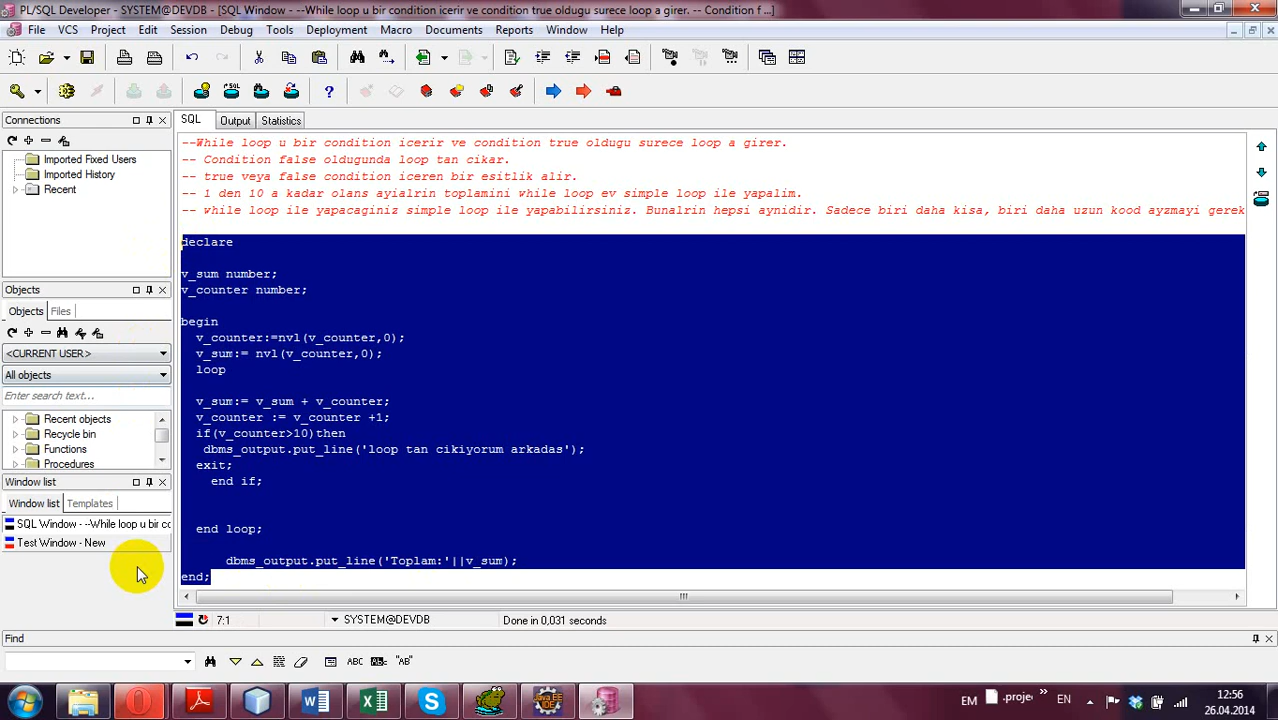 PL/SQL Developer - SYSTEM@DEVDB - [SQL Window - --While loop u bir condition icerir ve condition true oldugu surece loop a girer. -- Condition f ...]
File VCS Project Edit Session Debug Tools Deployment Macro Documents Reports Window Help
Connections
Imported Fixed Users
Imported History
Recent
Objects
Objects Files
<CURRENT USER>
All objects
Enter search text...
Recent objects
Recycle bin
Functions
Procedures
Window list
Window list Templates
SQL Window - --While loop u bir co
Test Window - New
SQL Output Statistics
--While loop u bir condition icerir ve condition true oldugu surece loop a girer.
-- Condition false oldugunda loop tan cikar.
-- true veya false condition iceren bir esitlik alir.
-- 1 den 10 a kadar olans ayialrin toplamini while loop ev simple loop ile yapalim.
-- while loop ile yapacaginiz simple loop ile yapabilirsiniz. Bunalrin hepsi aynidir. Sadece biri daha kisa, biri daha uzun kood ayzmayi gerek
declare
v_sum number;
v_counter number;
begin
v_counter:=nvl(v_counter,0);
v_sum:= nvl(v_counter,0);
loop
v_sum:= v_sum + v_counter;
v_counter := v_counter +1;
if(v_counter>10)then
dbms_output.put_line('loop tan cikiyorum arkadas');
exit;
end if;
end loop;
dbms_output.put_line('Toplam:'||v_sum);
end;
7:1 SYSTEM@DEVDB Done in 0,031 seconds
Find
ABC "AB"
EM .projec EN
12:56
26.04.2014